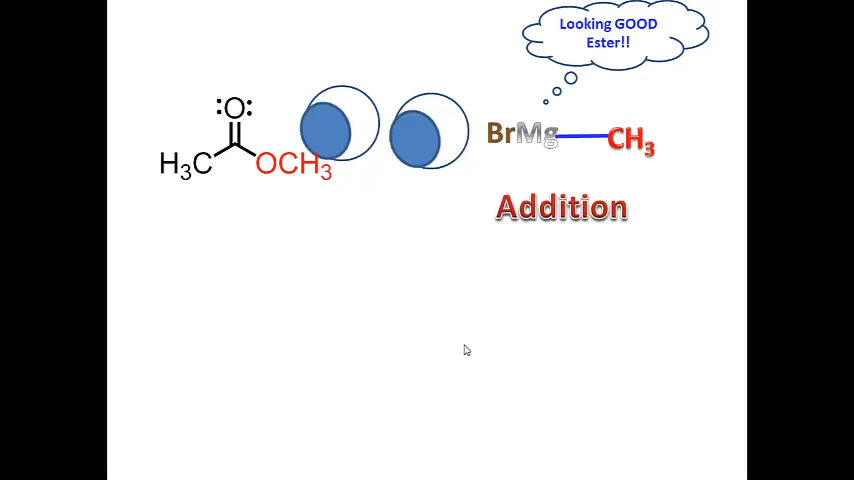 Looking GOOD
Ester!!
:O:
H3C
OCH3
BrMg CH3
Addition